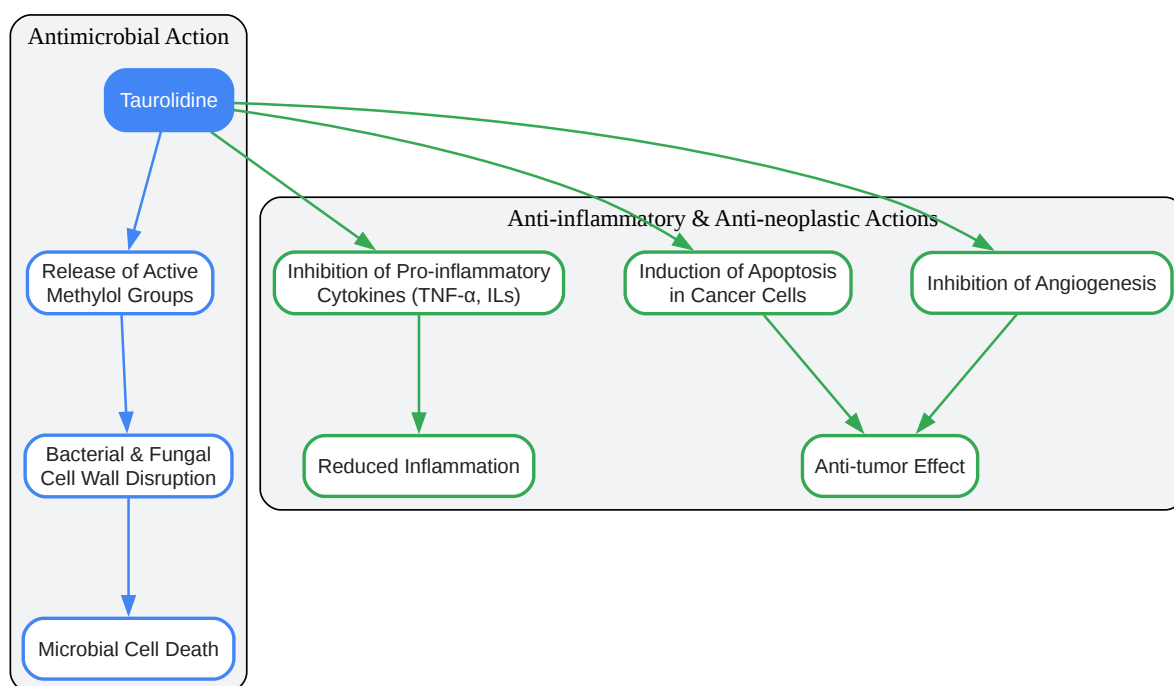 Antimicrobial Action
Taurolidine
Release of Active
Methylol Groups
Bacterial & Fungal
Cell Wall Disruption
Microbial Cell Death
Anti-inflammatory & Anti-neoplastic Actions
Inhibition of Pro-inflammatory
Cytokines (TNF-α, ILs)
Induction of Apoptosis
in Cancer Cells
Inhibition of Angiogenesis
Reduced Inflammation
Anti-tumor Effect